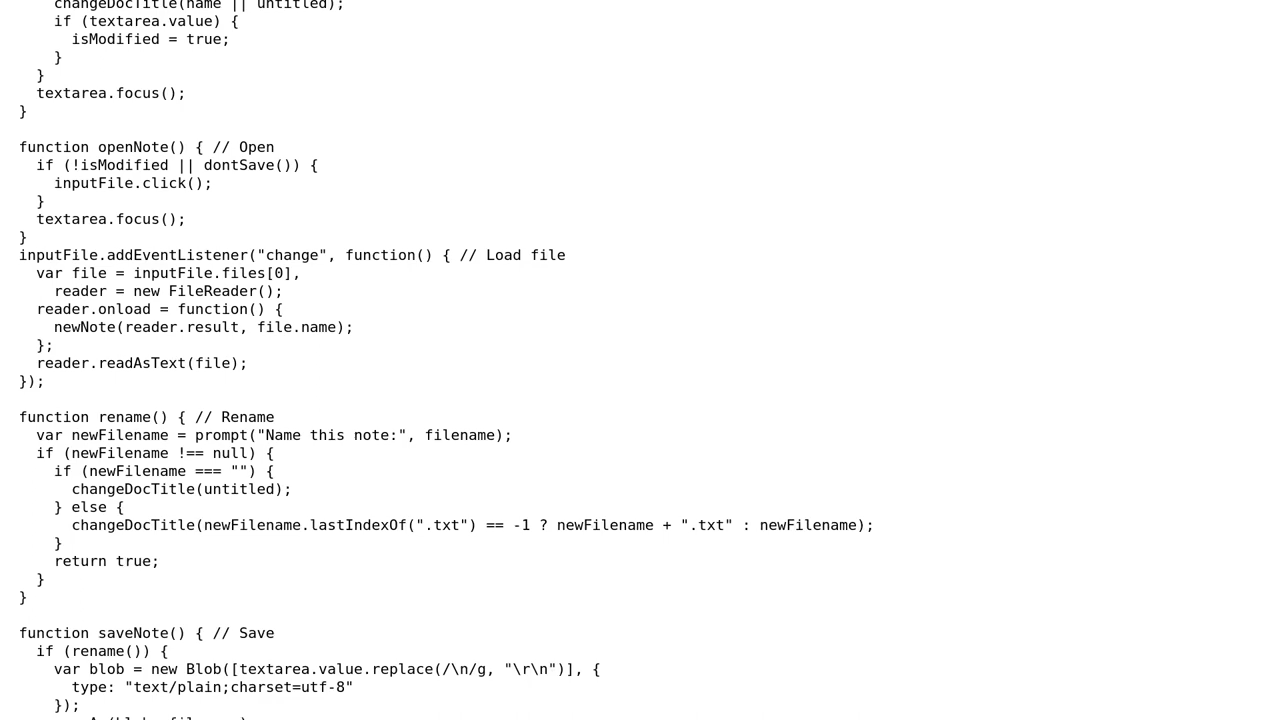 changeDocTitle(name || untitled);
    if (textarea.value) {
      isModified = true;
    }
  }
  textarea.focus();
}

function openNote() { // Open
  if (!isModified || dontSave()) {
    inputFile.click();
  }
  textarea.focus();
}
inputFile.addEventListener("change", function() { // Load file
  var file = inputFile.files[0],
    reader = new FileReader();
  reader.onload = function() {
    newNote(reader.result, file.name);
  };
  reader.readAsText(file);
});

function rename() { // Rename
  var newFilename = prompt("Name this note:", filename);
  if (newFilename !== null) {
    if (newFilename === "") {
      changeDocTitle(untitled);
    } else {
      changeDocTitle(newFilename.lastIndexOf(".txt") == -1 ? newFilename + ".txt" : newFilename);
    }
    return true;
  }
}

function saveNote() { // Save
  if (rename()) {
    var blob = new Blob([textarea.value.replace(/\n/g, "\r\n")], {
      type: "text/plain;charset=utf-8"
    });